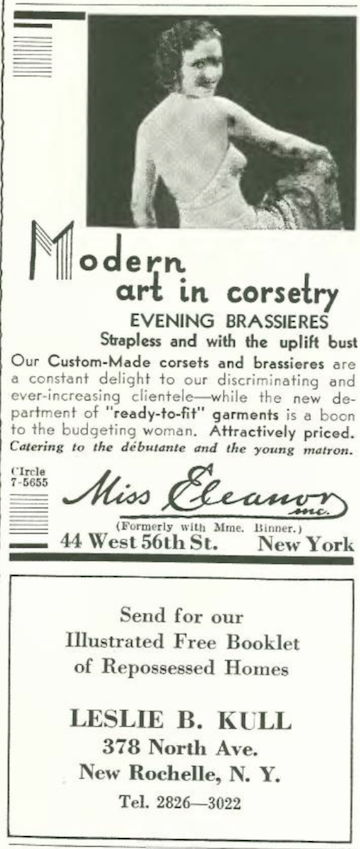 Modern
art in corsetry
EVENING BRASSIERES
Strapless and with the uplift bust
Our Custom-Made corsets and brassieres are
a constant delight to our discriminating and
ever-increasing clientele—while the new de-
partment of "ready-to-fit" garments is a boon
to the budgeting woman. Attractively priced.
Catering to the débutante and the young matron.
CIrcle
7-5655
Miss Eleanor
inc.
(Formerly with Mme. Binner.)
44 West 56th St. New York
Send for our
Illustrated Free Booklet
of Repossessed Homes
LESLIE B. KULL
378 North Ave.
New Rochelle, N. Y.
Tel. 2826—3022